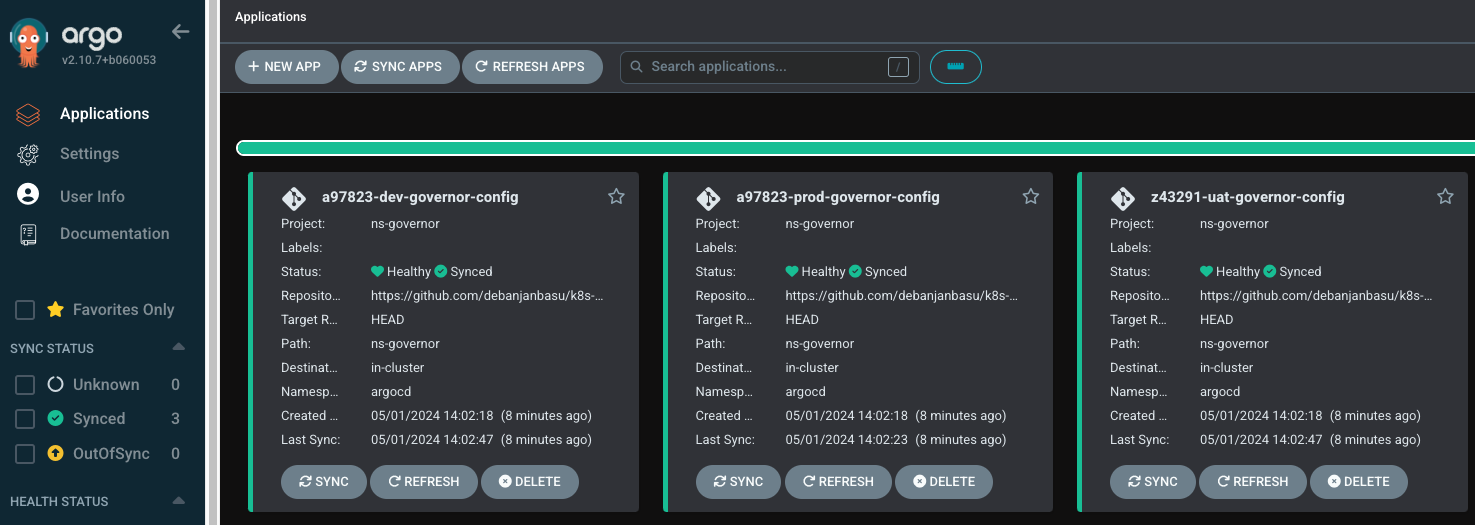 argo
v2.10.7+b060053
Applications
Settings
User Info
Documentation
Favorites Only
SYNC STATUS
Unknown 0
Synced 3
OutOfSync 0
HEALTH STATUS
Applications
+ NEW APP SYNC APPS REFRESH APPS Search applications... /
a97823-dev-governor-config
Project: ns-governor
Labels:
Status: Healthy Synced
Reposito... https://github.com/debanjanbasu/k8s-...
Target R... HEAD
Path: ns-governor
Destinat... in-cluster
Namesp... argocd
Created ... 05/01/2024 14:02:18 (8 minutes ago)
Last Sync: 05/01/2024 14:02:47 (8 minutes ago)
SYNC REFRESH DELETE
a97823-prod-governor-config
Project: ns-governor
Labels:
Status: Healthy Synced
Reposito... https://github.com/debanjanbasu/k8s-...
Target R... HEAD
Path: ns-governor
Destinat... in-cluster
Namesp... argocd
Created ... 05/01/2024 14:02:18 (8 minutes ago)
Last Sync: 05/01/2024 14:02:23 (8 minutes ago)
SYNC REFRESH DELETE
z43291-uat-governor-config
Project: ns-governor
Labels:
Status: Healthy Synced
Reposito... https://github.com/debanjanbasu/k8s-...
Target R... HEAD
Path: ns-governor
Destinat... in-cluster
Namesp... argocd
Created ... 05/01/2024 14:02:18 (8 minutes ago)
Last Sync: 05/01/2024 14:02:47 (8 minutes ago)
SYNC REFRESH DELETE